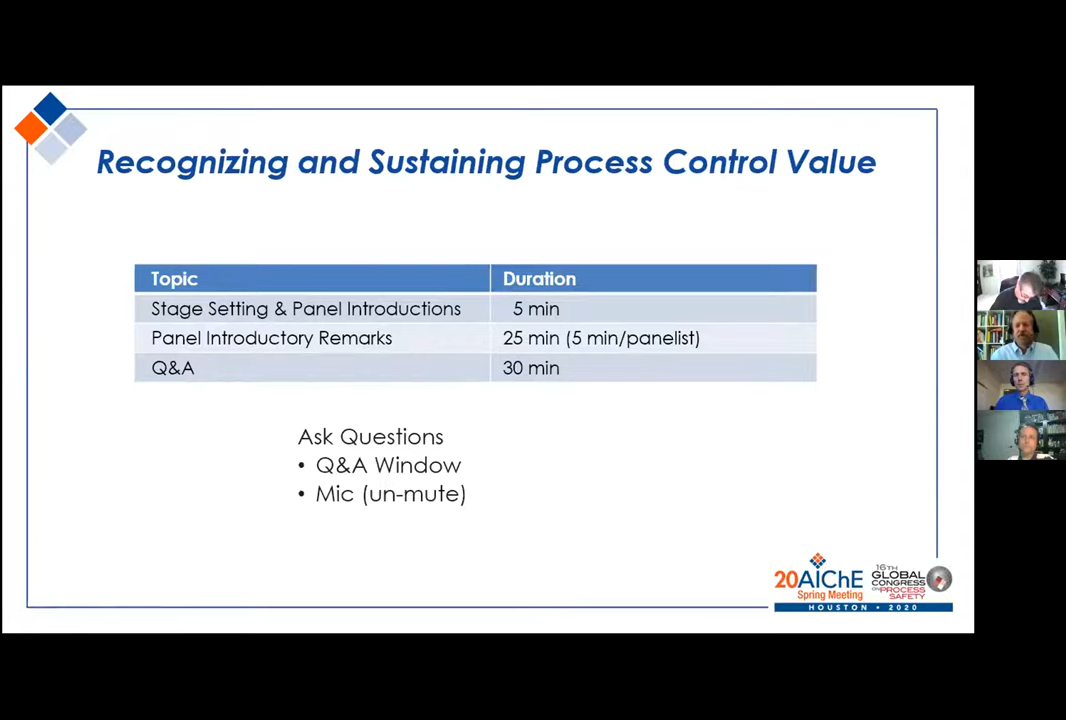 Recognizing and Sustaining Process Control Value
Topic Duration
Stage Setting & Panel Introductions 5 min
Panel Introductory Remarks 25 min (5 min/panelist)
Q&A 30 min
Ask Questions
• Q&A Window
• Mic (un-mute)
20AIChE
Spring Meeting
16TH
GLOBAL
CONGRESS
ON PROCESS
SAFETY
HOUSTON • 2020